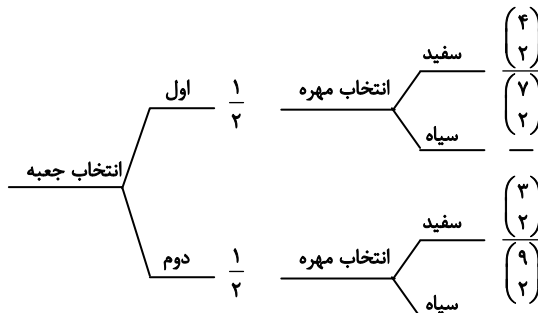 انتخاب جعبه
اول ۱/۲
انتخاب مهره
سفید (۴ ۲)/(۷ ۲)
سیاه —
دوم ۱/۲
انتخاب مهره
سفید (۳ ۲)/(۹ ۲)
سیاه